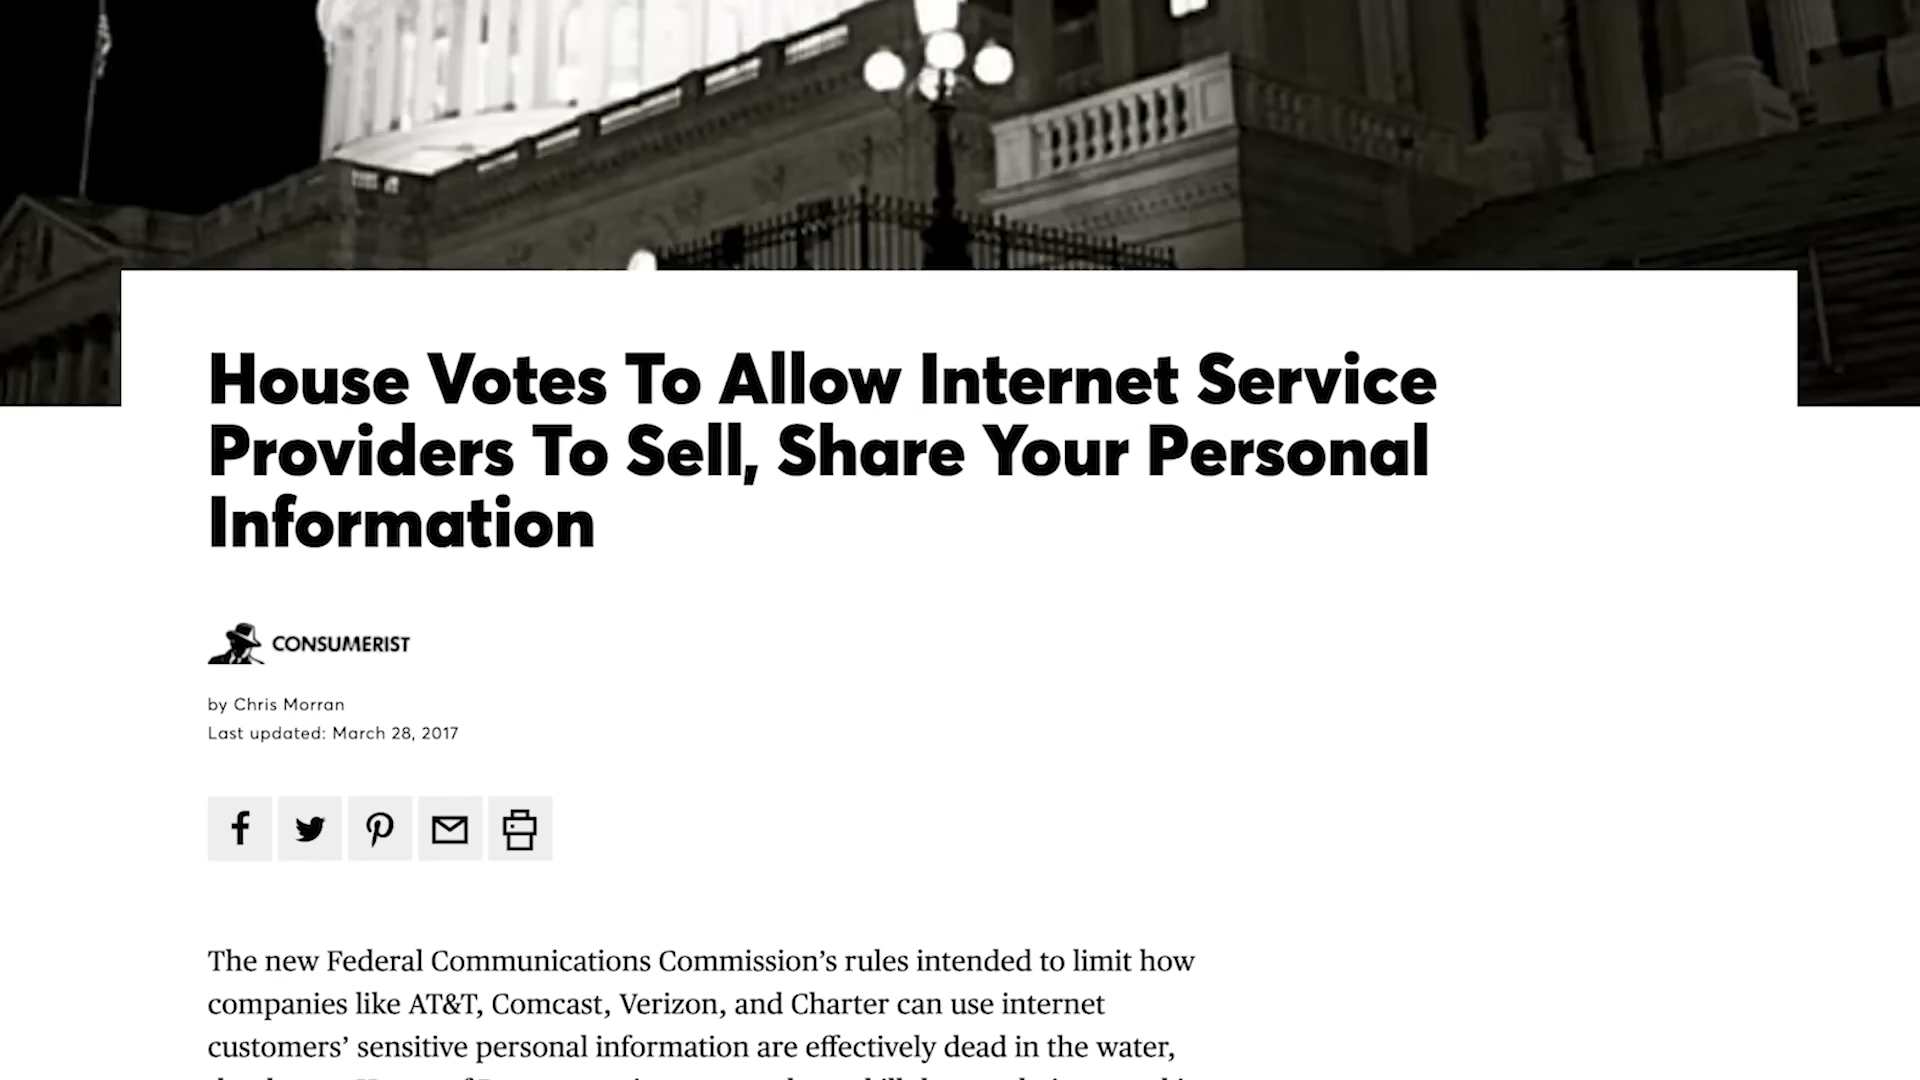 House Votes To Allow Internet Service
Providers To Sell, Share Your Personal
Information
CONSUMERIST
by Chris Morran
Last updated: March 28, 2017
The new Federal Communications Commission’s rules intended to limit how
companies like AT&T, Comcast, Verizon, and Charter can use internet
customers’ sensitive personal information are effectively dead in the water,